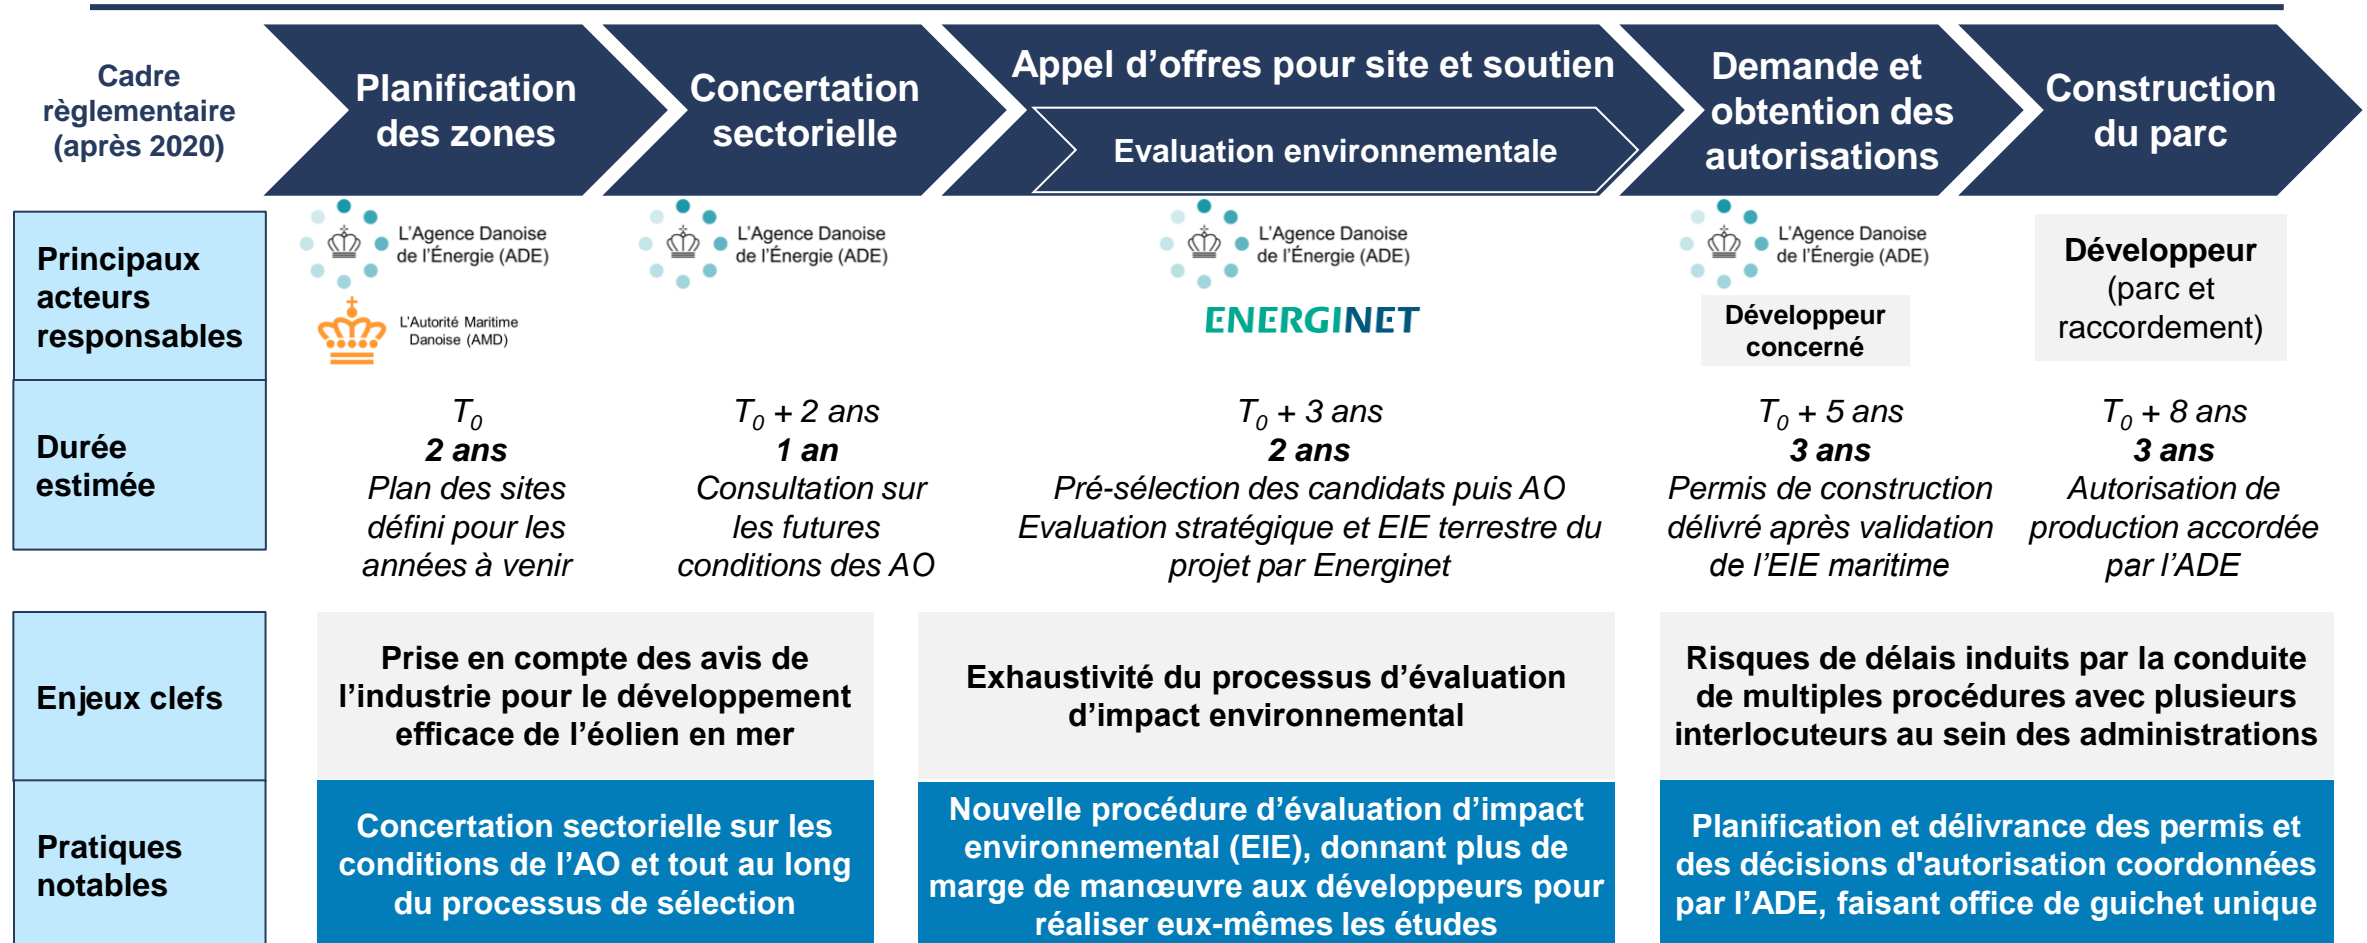 Cadre
règlementaire
(après 2020)
Planification
des zones
Concertation
sectorielle
Appel d’offres pour site et soutien
Evaluation environnementale
Demande et
obtention des
autorisations
Construction
du parc
Principaux
acteurs
responsables
L'Agence Danoise
de l'Énergie (ADE)
L'Autorité Maritime
Danoise (AMD)
L'Agence Danoise
de l'Énergie (ADE)
L'Agence Danoise
de l'Énergie (ADE)
ENERGINET
L'Agence Danoise
de l'Énergie (ADE)
Développeur
concerné
Développeur
(parc et
raccordement)
Durée
estimée
T0
2 ans
Plan des sites
défini pour les
années à venir
T0 + 2 ans
1 an
Consultation sur
les futures
conditions des AO
T0 + 3 ans
2 ans
Pré-sélection des candidats puis AO
Evaluation stratégique et EIE terrestre du
projet par Energinet
T0 + 5 ans
3 ans
Permis de construction
délivré après validation
de l’EIE maritime
T0 + 8 ans
3 ans
Autorisation de
production accordée
par l’ADE
Enjeux clefs
Prise en compte des avis de
l’industrie pour le développement
efficace de l’éolien en mer
Exhaustivité du processus d’évaluation
d’impact environnemental
Risques de délais induits par la conduite
de multiples procédures avec plusieurs
interlocuteurs au sein des administrations
Pratiques
notables
Concertation sectorielle sur les
conditions de l’AO et tout au long
du processus de sélection
Nouvelle procédure d’évaluation d’impact
environnemental (EIE), donnant plus de
marge de manœuvre aux développeurs pour
réaliser eux-mêmes les études
Planification et délivrance des permis et
des décisions d'autorisation coordonnées
par l’ADE, faisant office de guichet unique